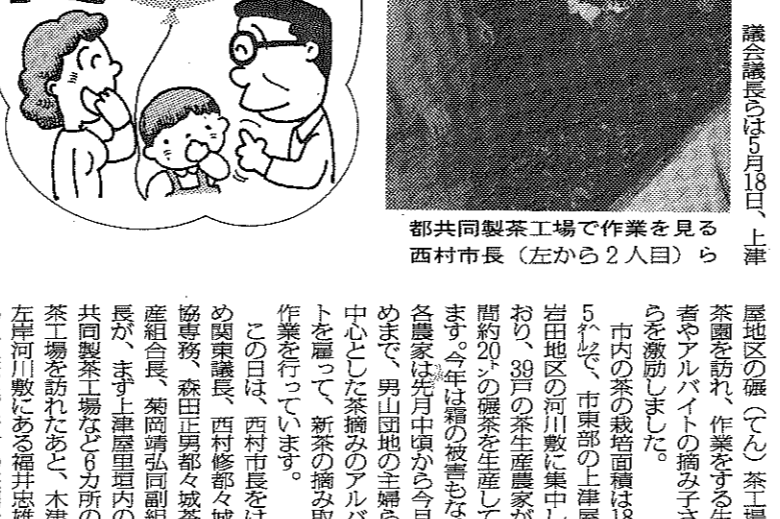 議会議長らは5月18日、上津
都共同製茶工場で作業を見る
西村市長（左から2人目）ら
屋地区の碾（てん）茶工場
茶園を訪れ、作業をする生
者やアルバイトの摘み子さ
らを激励しました。
市内の茶の栽培面積は18
5㌶で、市東部の上津屋
岩田地区の河川敷に集中し
おり、39戸の茶生産農家が
間約20㌧の碾茶を生産して
ます。今年は霜の被害もな
各農家は先月中頃から今月
めまで、男山団地の主婦ら
中心とした茶摘みのアルバ
トを雇って、新茶の摘み取
作業を行っています。
この日は、西村市長をは
め関東議長、西村修都々城
協専務、森田正男都々城茶
産組合長、菊岡靖弘同副組
長が、まず上津屋里垣内の
共同製茶工場など6カ所の
茶工場を訪れたあと、木津
左岸河川敷にある福井忠雄